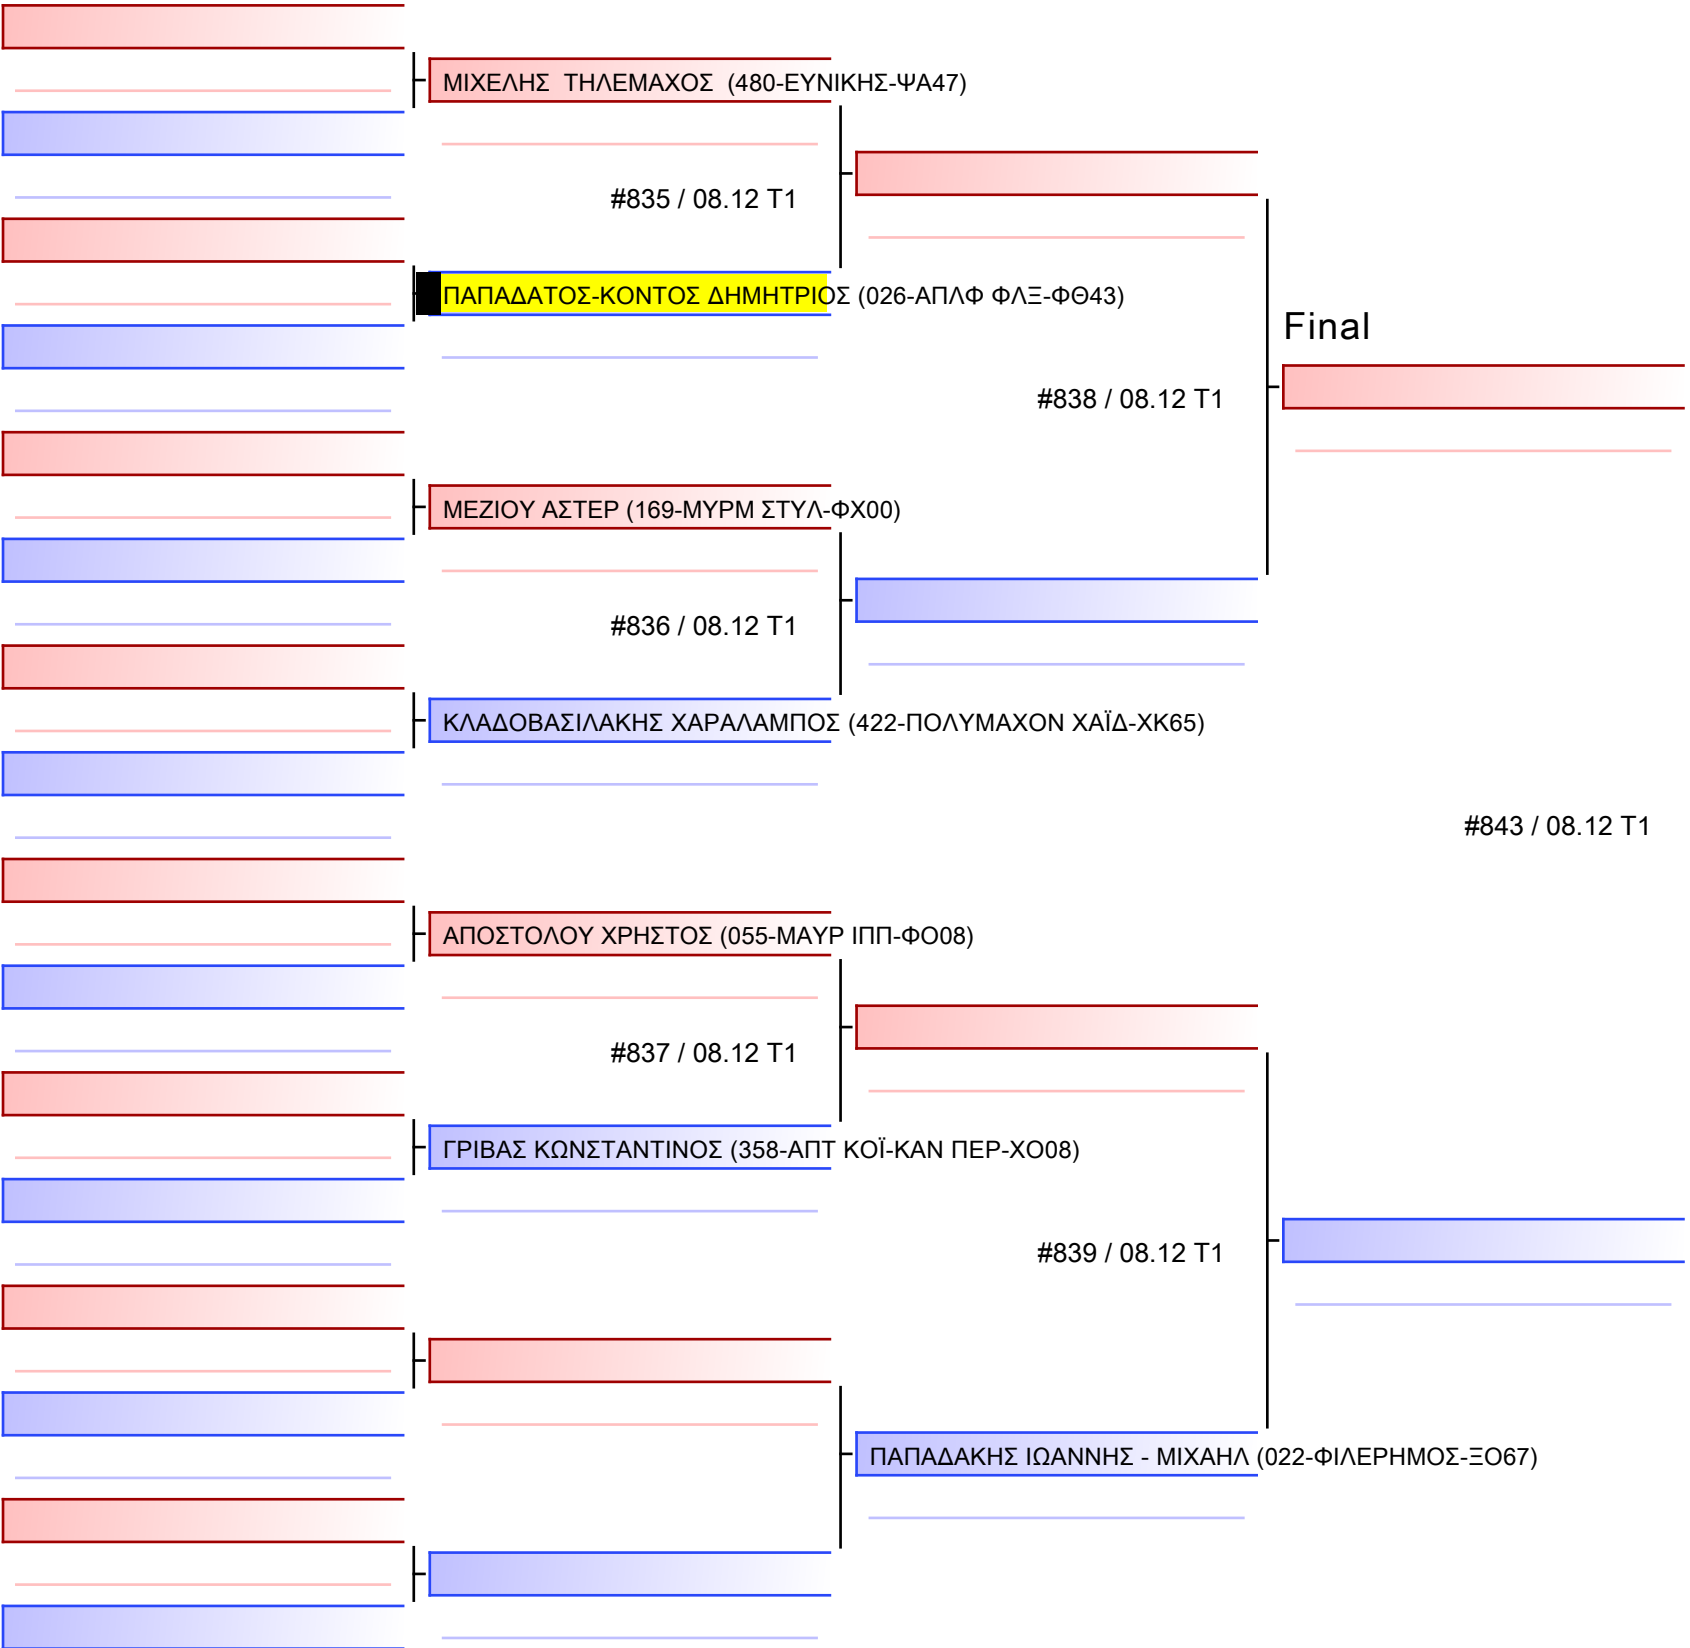 ΜΙΧΕΛΗΣ  ΤΗΛΕΜΑΧΟΣ  (480-ΕΥΝΙΚΗΣ-ΨΑ47)
#835 / 08.12 T1
ΠΑΠΑΔΑΤΟΣ-ΚΟΝΤΟΣ ΔΗΜΗΤΡΙΟΣ (026-ΑΠΛΦ ΦΛΞ-ΦΘ43)
Final
#838 / 08.12 T1
ΜΕΖΙΟΥ ΑΣΤΕΡ (169-ΜΥΡΜ ΣΤΥΛ-ΦΧ00)
#836 / 08.12 T1
ΚΛΑΔΟΒΑΣΙΛΑΚΗΣ ΧΑΡΑΛΑΜΠΟΣ (422-ΠΟΛΥΜΑΧΟΝ ΧΑΪΔ-ΧΚ65)
#843 / 08.12 T1
ΑΠΟΣΤΟΛΟΥ ΧΡΗΣΤΟΣ (055-ΜΑΥΡ ΙΠΠ-ΦΟ08)
#837 / 08.12 T1
ΓΡΙΒΑΣ ΚΩΝΣΤΑΝΤΙΝΟΣ (358-ΑΠΤ ΚΟΪ-ΚΑΝ ΠΕΡ-ΧΟ08)
#839 / 08.12 T1
ΠΑΠΑΔΑΚΗΣ ΙΩΑΝΝΗΣ - ΜΙΧΑΗΛ (022-ΦΙΛΕΡΗΜΟΣ-ΞΟ67)